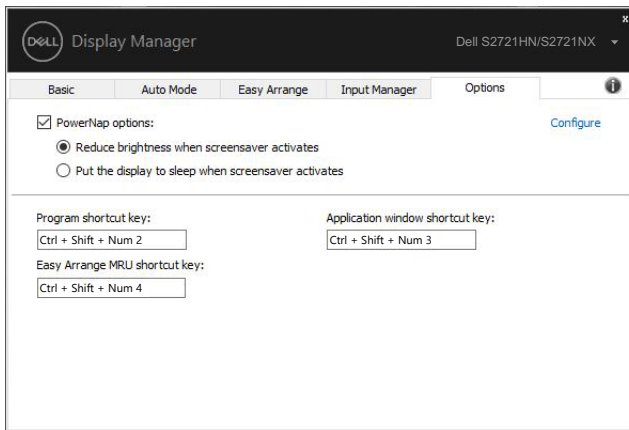 DELL Display Manager
Dell S2721HN/S2721NX
x
Basic Auto Mode Easy Arrange Input Manager Options
PowerNap options: Configure
Reduce brightness when screensaver activates
Put the display to sleep when screensaver activates
Program shortcut key: Application window shortcut key:
Ctrl + Shift + Num 2 Ctrl + Shift + Num 3
Easy Arrange MRU shortcut key:
Ctrl + Shift + Num 4